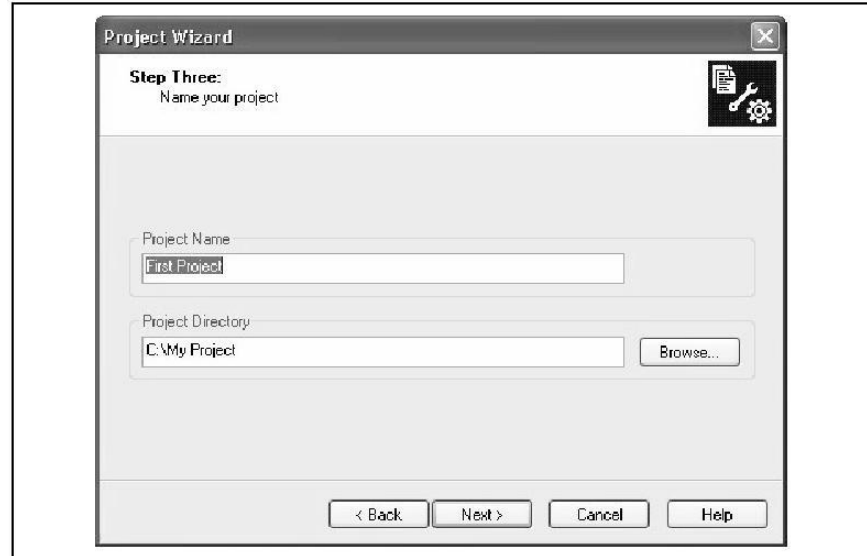 Project Wizard
Step Three:
Name your project
Project Name
First Project
Project Directory
C:\My Project
Browse...
< Back
Next >
Cancel
Help